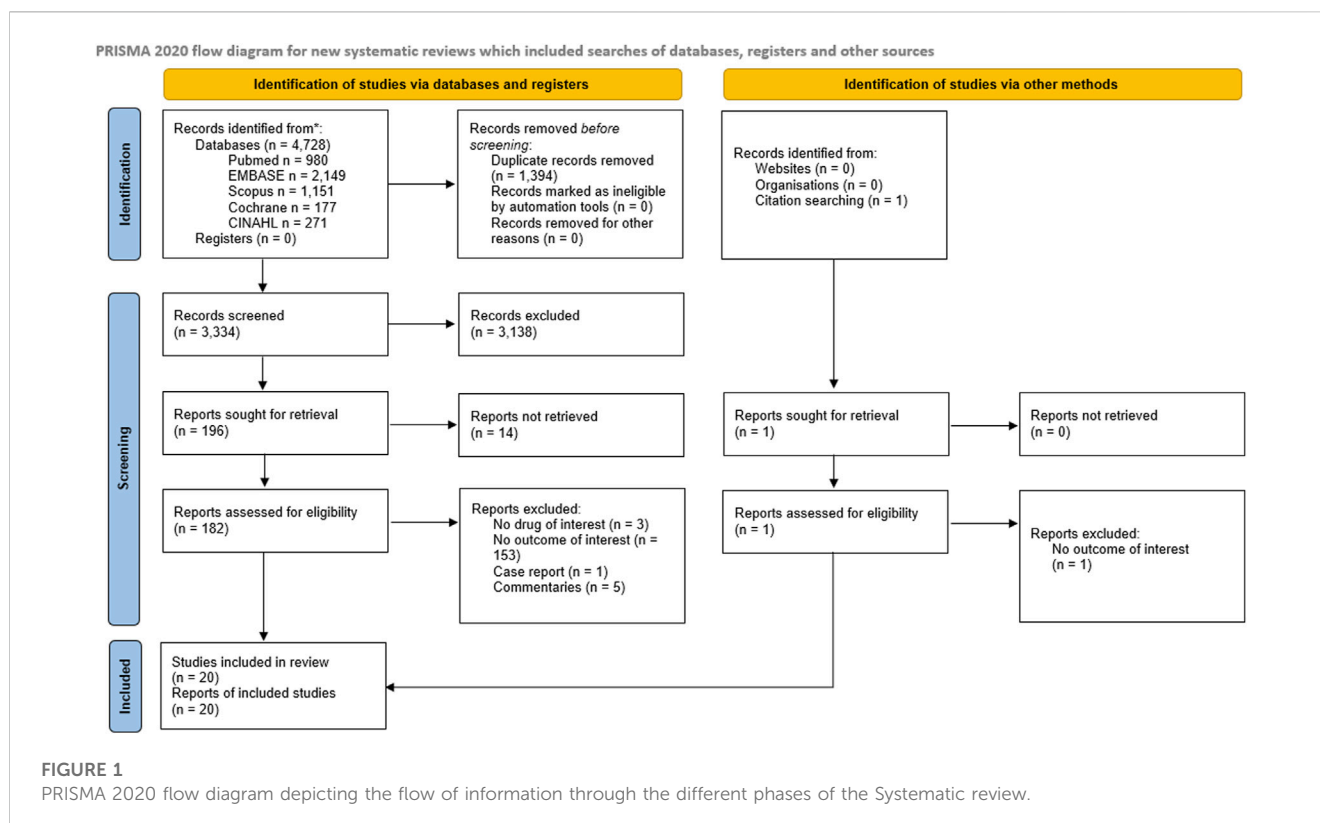 PRISMA 2020 flow diagram for new systematic reviews which included searches of databases, registers and other sources
Identification of studies via databases and registers
Identification of studies via other methods
Identification
Records identified from*:
Databases (n = 4,728)
Pubmed n = 980
EMBASE n = 2,149
Scopus n = 1,151
Cochrane n = 177
CINAHL n = 271
Registers (n = 0)
Records removed before
screening:
Duplicate records removed
(n = 1,394)
Records marked as ineligible
by automation tools (n = 0)
Records removed for other
reasons (n = 0)
Records identified from:
Websites (n = 0)
Organisations (n = 0)
Citation searching (n = 1)
Screening
Records screened
(n = 3,334)
Records excluded
(n = 3,138)
Reports sought for retrieval
(n = 196)
Reports not retrieved
(n = 14)
Reports sought for retrieval
(n = 1)
Reports not retrieved
(n = 0)
Reports assessed for eligibility
(n = 182)
Reports excluded:
No drug of interest (n = 3)
No outcome of interest (n =
153)
Case report (n = 1)
Commentaries (n = 5)
Reports assessed for eligibility
(n = 1)
Reports excluded:
No outcome of interest
(n = 1)
Included
Studies included in review
(n = 20)
Reports of included studies
(n = 20)
FIGURE 1
PRISMA 2020 flow diagram depicting the flow of information through the different phases of the Systematic review.